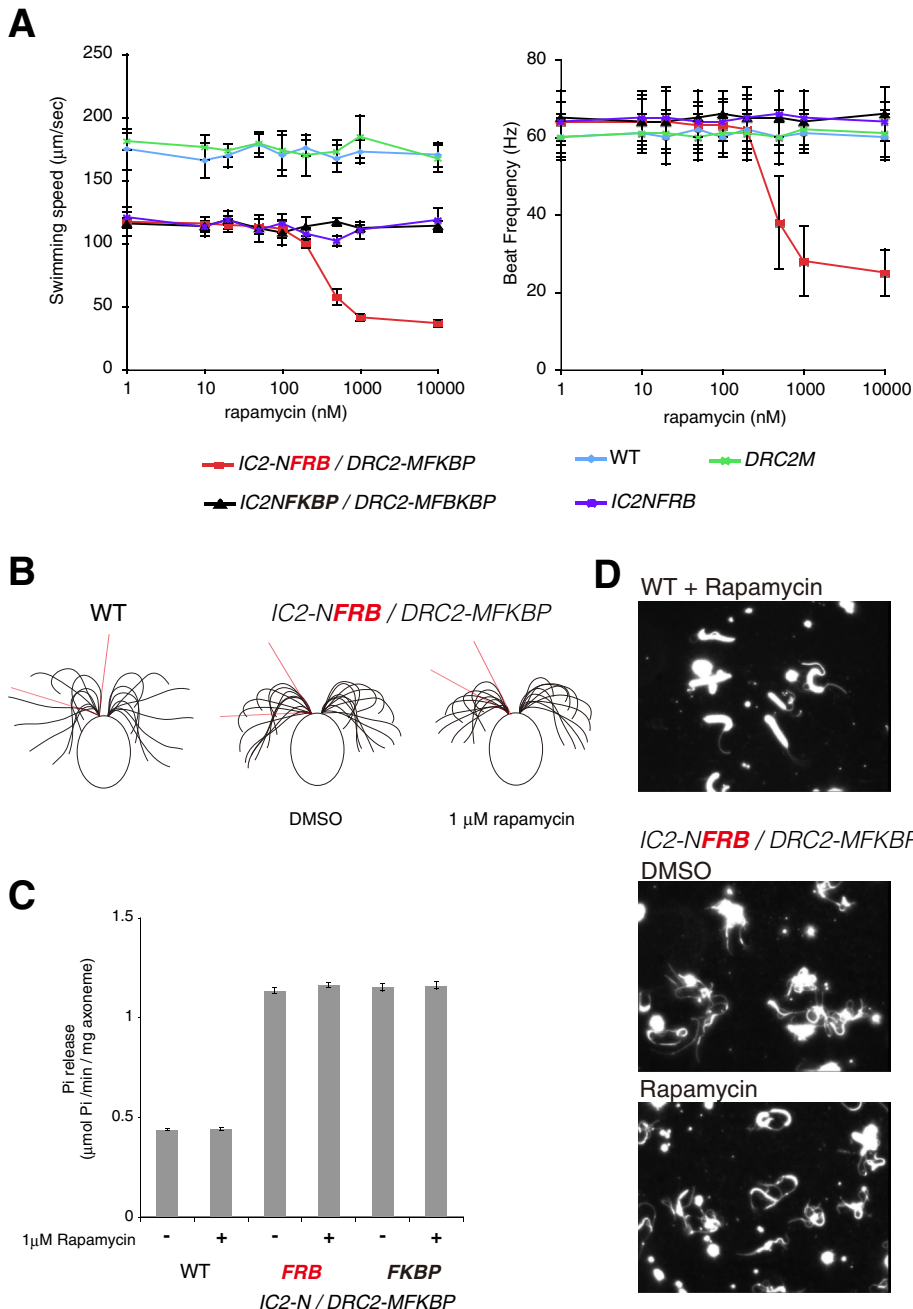 A
250
200
150
100
50
0
Swimming speed (μm/sec)
1
10
100
1000
10000
rapamycin (nM)
80
60
40
20
0
Beat Frequency (Hz)
1
10
100
1000
10000
rapamycin (nM)
IC2-NFRB / DRC2-MFKBP
WT
DRC2M
IC2NFKBP / DRC2-MFBKBP
IC2NFRB
B
WT
IC2-NFRB / DRC2-MFKBP
DMSO
1 μM rapamycin
C
1.5
1
0.5
0
Pi release
(μmol Pi /min / mg axoneme)
1μM Rapamycin - + - + - +
WT FRB FKBP
IC2-N / DRC2-MFKBP
D
WT + Rapamycin
IC2-NFRB / DRC2-MFKBP
DMSO
Rapamycin